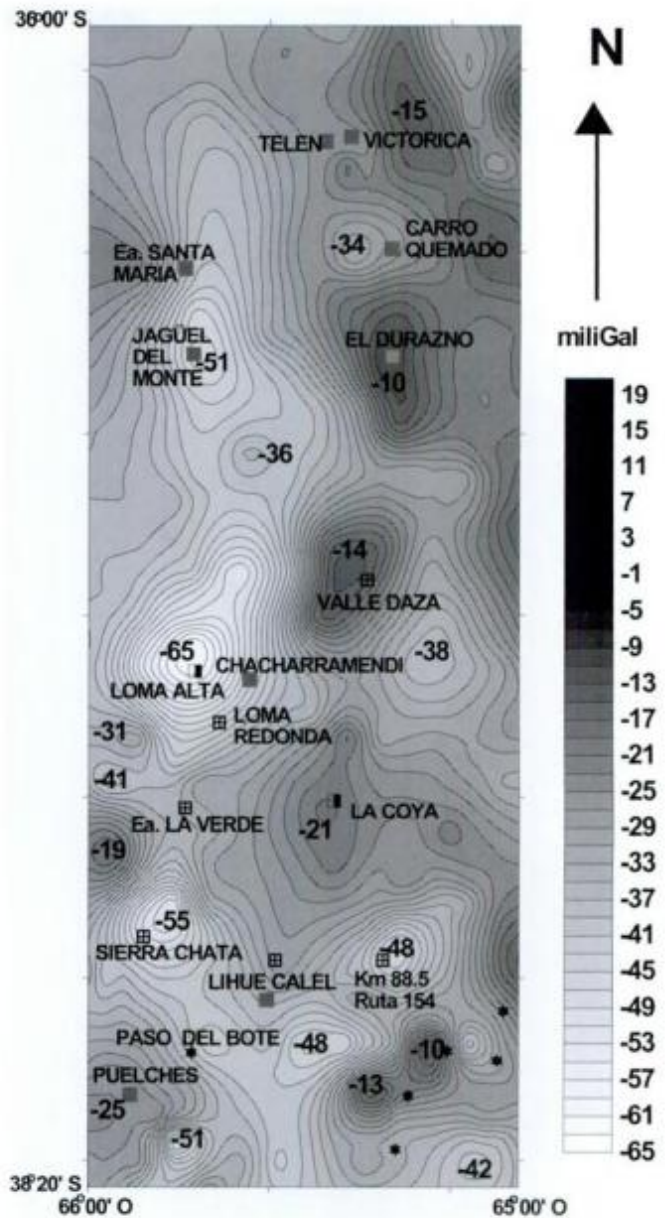 36°00' S
N
-15
TELEN
VICTORICA
CARRO
QUEMADO
-34
Ea. SANTA
MARIA
miliGal
JAGÜEL
DEL
MONTE
-51
EL DURAZNO
-10
19
15
11
7
3
-1
-5
-9
-13
-17
-21
-25
-29
-33
-37
-41
-45
-49
-53
-57
-61
-65
-36
-14
VALLE DAZA
-65
-38
CHACHARRAMENDI
LOMA ALTA
-31
LOMA
REDONDA
-41
Ea. LA VERDE
LA COYA
-21
-19
-55
SIERRA CHATA
-48
LIHUE CALEL
Km 88.5
Ruta 154
PASO DEL BOTE
-48
-10
PUELCHES
-13
-25
-51
-42
38°20' S
66°00' O
65°00' O